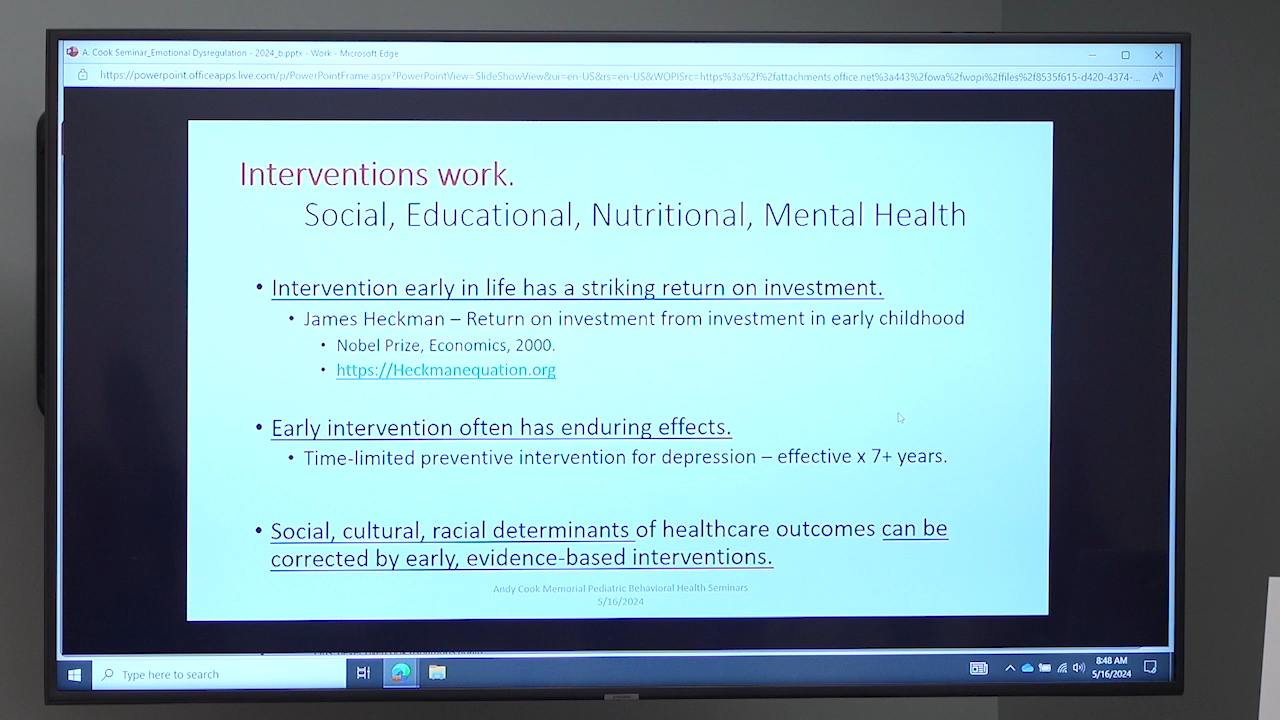 A. Cook Seminar_Emotional Dysregulation - 2024_b.pptx - Work - Microsoft Edge
https://powerpoint.officeapps.live.com/p/PowerPointFrame.aspx?PowerPointView=SlideShowView&ui=en-US&rs=en-US&WOPISrc=https%3a%2f%2fattachments.office.net%3a443%2fowa%2fwopi%2ffiles%2f8535f615-d420-4374-...
Interventions work.
Social, Educational, Nutritional, Mental Health
• Intervention early in life has a striking return on investment.
• James Heckman – Return on investment from investment in early childhood
• Nobel Prize, Economics, 2000.
• https://Heckmanequation.org
• Early intervention often has enduring effects.
• Time-limited preventive intervention for depression – effective x 7+ years.
• Social, cultural, racial determinants of healthcare outcomes can be
corrected by early, evidence-based interventions.
Andy Cook Memorial Pediatric Behavioral Health Seminars
5/16/2024
Type here to search
8:48 AM
5/16/2024